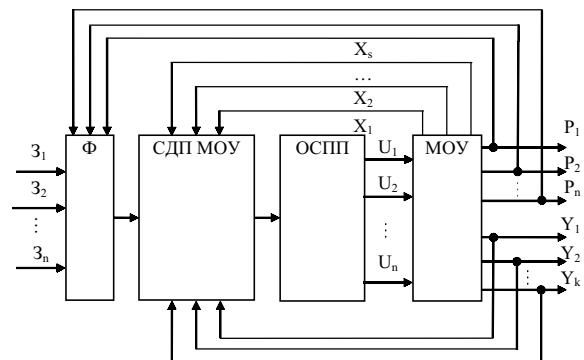 Xs
...
X2
X1
Ф
СДП МОУ
ОСПП
МОУ
З1
З2
...
Зn
U1
U2
...
Un
P1
P2
...
Pn
Y1
Y2
...
Yk